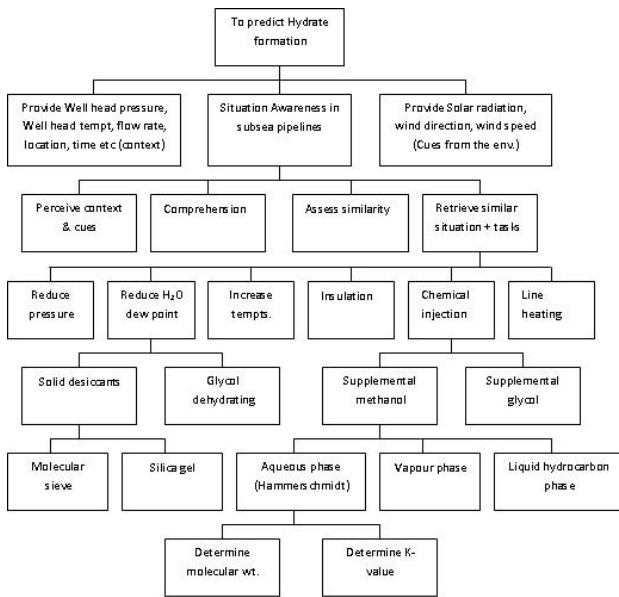 To predict Hydrate
formation
Provide Well head pressure,
Well head tempt, flow rate,
location, time etc (context)
Situation Awareness in
subsea pipelines
Provide Solar radiation,
wind direction, wind speed
(Cues from the env.)
Perceive context
& cues
Comprehension
Assess similarity
Retrieve similar
situation + tasks
Reduce
pressure
Reduce H₂O
dew point
Increase
tempts.
Insulation
Chemical
injection
Line
heating
Solid desiccants
Glycol
dehydrating
Supplemental
methanol
Supplemental
glycol
Molecular
sieve
Silica gel
Aqueous phase
(Hammerschmidt)
Vapour phase
Liquid hydrocarbon
phase
Determine
molecular wt.
Determine K-
value